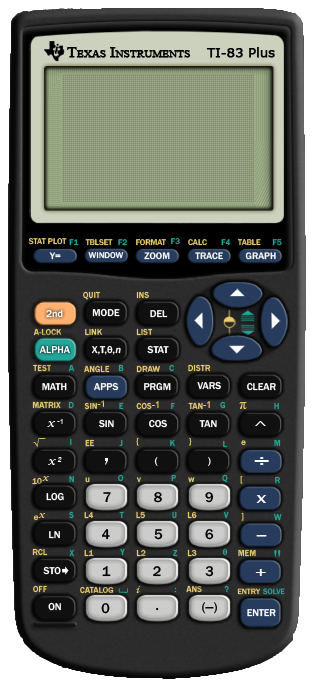 TEXAS INSTRUMENTS TI-83 Plus
STAT PLOT F1 TBLSET F2 FORMAT F3 CALC F4 TABLE F5
Y= WINDOW ZOOM TRACE GRAPH
QUIT INS
2nd MODE DEL
A-LOCK LINK LIST
ALPHA X,T,θ,n STAT
TEST A ANGLE B DRAW C DISTR
MATH APPS PRGM VARS CLEAR
MATRIX D SIN⁻¹ E COS⁻¹ F TAN⁻¹ G π H
x⁻¹ SIN COS TAN ^
√ I EE J { K } L e M
x² , ( ) ÷
10ˣ N u O v P w Q [ R
LOG 7 8 9 x
eˣ S L4 T L5 U L6 V ] W
LN 4 5 6 −
RCL X L1 Y L2 Z L3 θ MEM "
STO➔ 1 2 3 +
OFF CATALOG ⎵ i : ANS ? ENTRY SOLVE
ON 0 . (−) ENTER